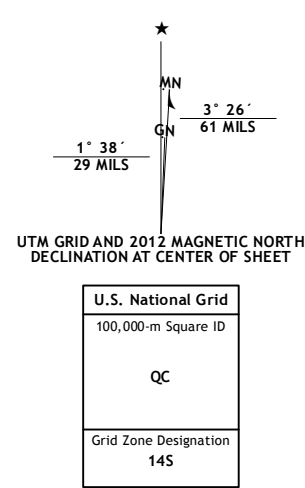 ★
MN
3° 26´
61 MILS
GN
1° 38´
29 MILS
UTM GRID AND 2012 MAGNETIC NORTH
DECLINATION AT CENTER OF SHEET
U.S. National Grid
100,000-m Square ID
QC
Grid Zone Designation
14S